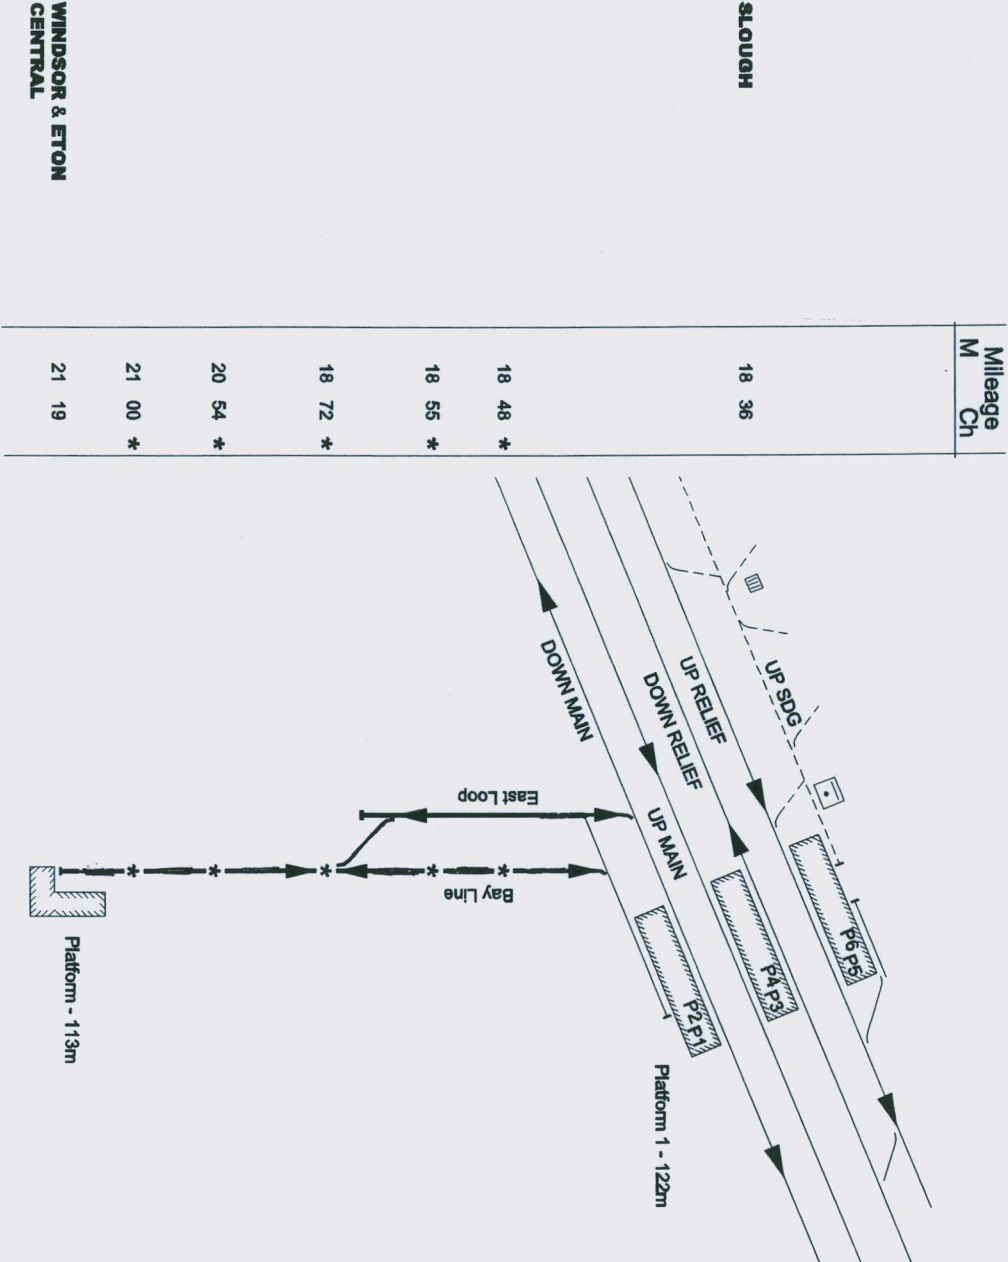 Mileage
M Ch
SLOUGH
18 36
18 48 *
18 55 *
18 72 *
20 54 *
21 00 *
WINDSOR & ETON
CENTRAL
21 19
UP SDG
UP RELIEF
DOWN RELIEF
DOWN MAIN
UP MAIN
P6 P5
P4 P3
P2 P1
Platform 1 - 122m
East Loop
Bay Line
Platform - 113m